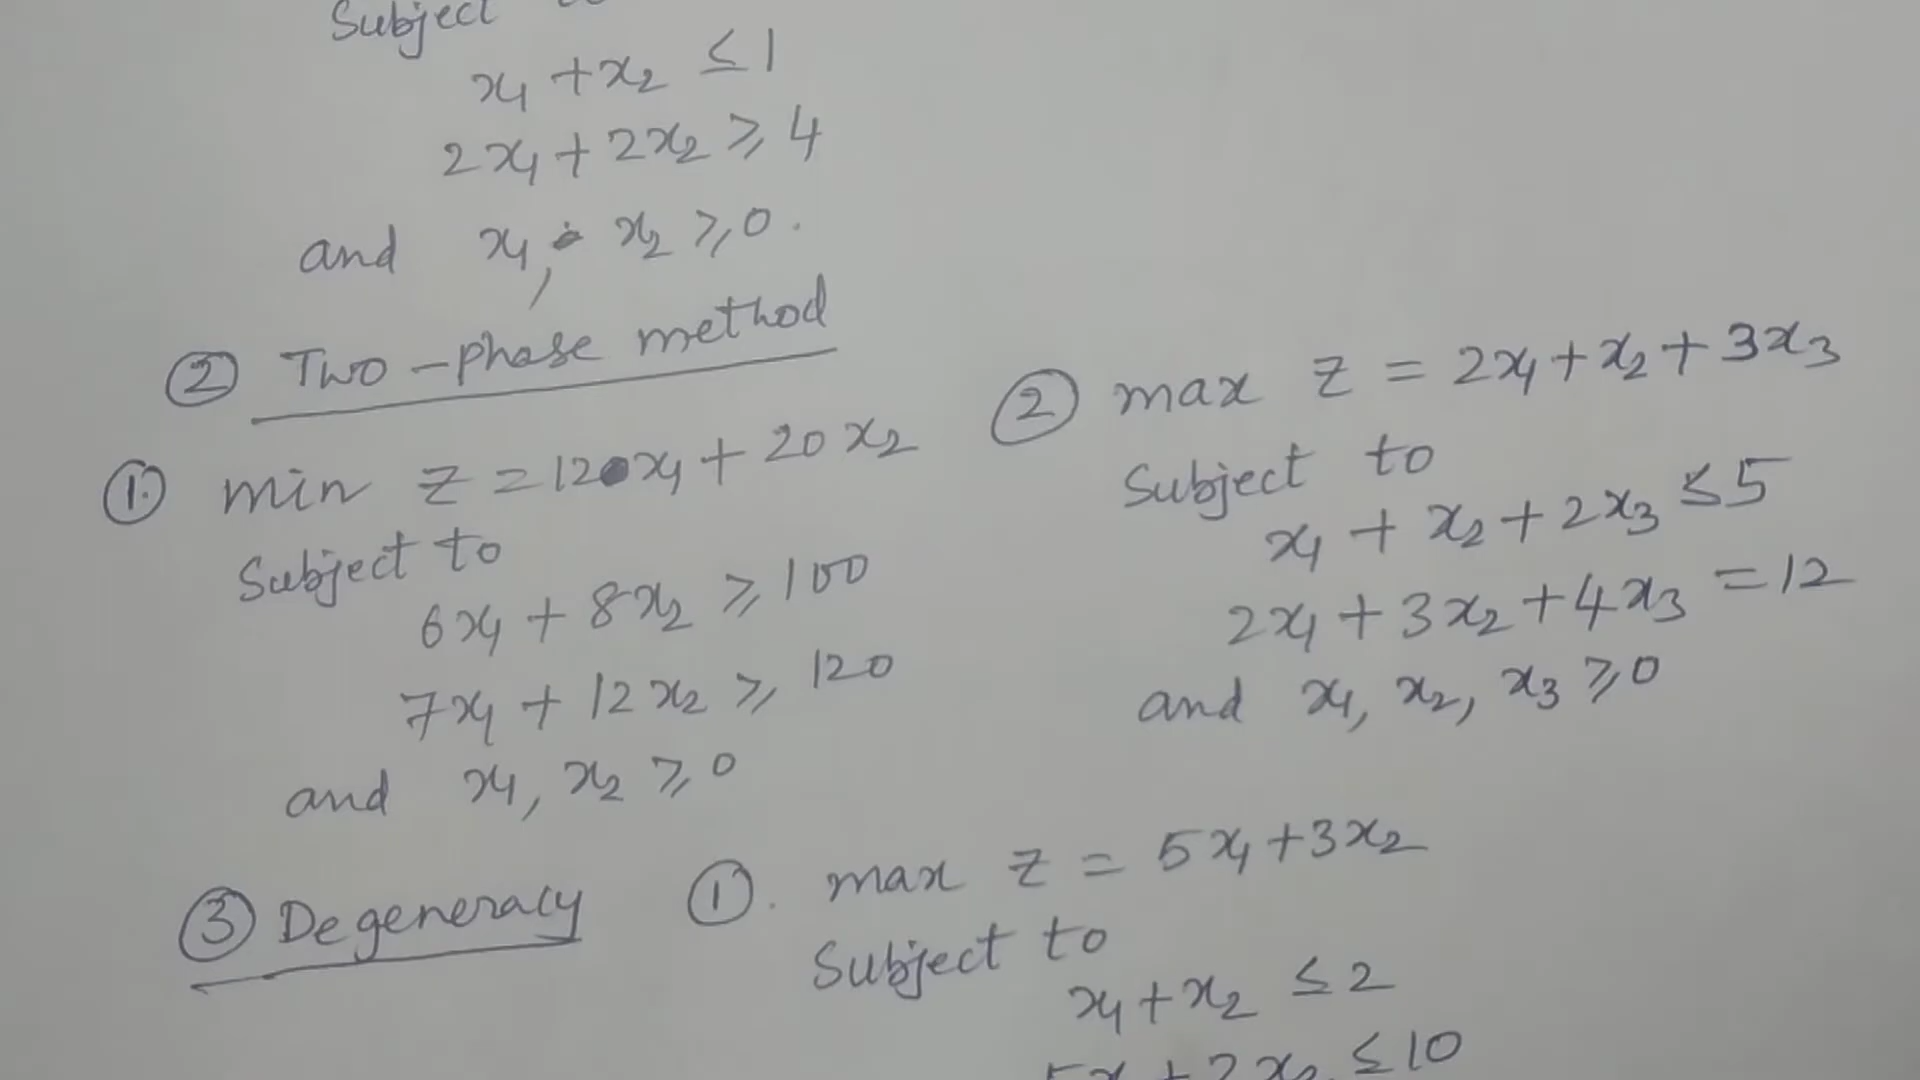 Subject
x₁ + x₂ ≤ 1
2x₁ + 2x₂ ≥ 4
and x₁, x₂ ≥ 0.
② Two-phase method
① min z = 12x₁ + 20x₂
Subject to
6x₁ + 8x₂ ≥ 100
7x₁ + 12x₂ ≥ 120
and x₁, x₂ ≥ 0
② max z = 2x₁ + x₂ + 3x₃
Subject to
x₁ + x₂ + 2x₃ ≤ 5
2x₁ + 3x₂ + 4x₃ = 12
and x₁, x₂, x₃ ≥ 0
③ Degeneracy
①. max z = 5x₁ + 3x₂
Subject to
x₁ + x₂ ≤ 2
5x + 2x₂ ≤ 10